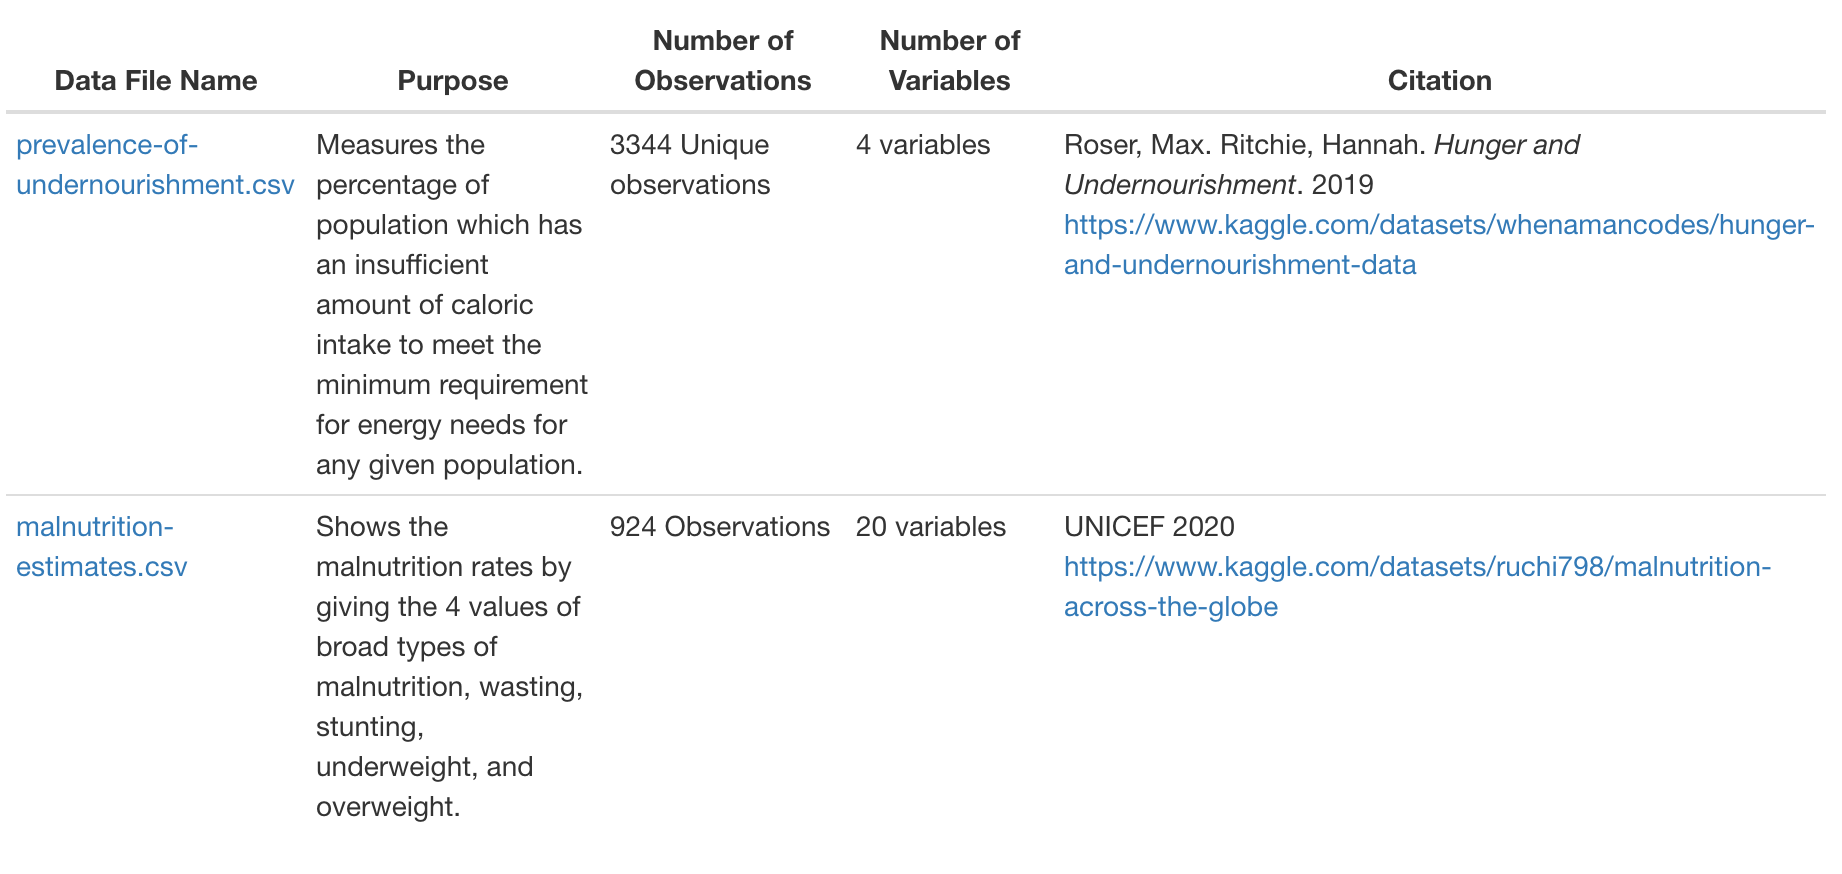 Data File Name
Purpose
Number of
Observations
Number of
Variables
Citation
prevalence-of-
undernourishment.csv
Measures the
percentage of
population which has
an insufficient
amount of caloric
intake to meet the
minimum requirement
for energy needs for
any given population.
3344 Unique
observations
4 variables
Roser, Max. Ritchie, Hannah. Hunger and
Undernourishment. 2019
https://www.kaggle.com/datasets/whenamancodes/hunger-
and-undernourishment-data
malnutrition-
estimates.csv
Shows the
malnutrition rates by
giving the 4 values of
broad types of
malnutrition, wasting,
stunting,
underweight, and
overweight.
924 Observations
20 variables
UNICEF 2020
https://www.kaggle.com/datasets/ruchi798/malnutrition-
across-the-globe